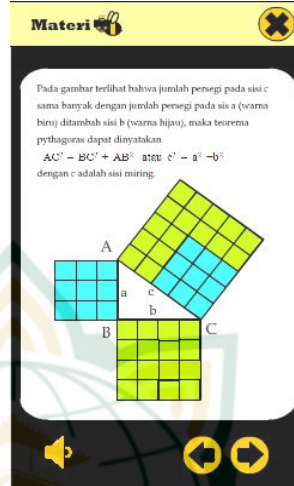 Materi
Pada gambar terlihat bahwa jumlah persegi pada sisi c
sama banyak dengan jumlah persegi pada sis a (warna
biru) ditambah sisi b (warna hijau), maka teorema
pythagoras dapat dinyatakan
AC² = BC² + AB² atau c² = a² +b²
dengan c adalah sisi miring.
A
a
c
b
B
C